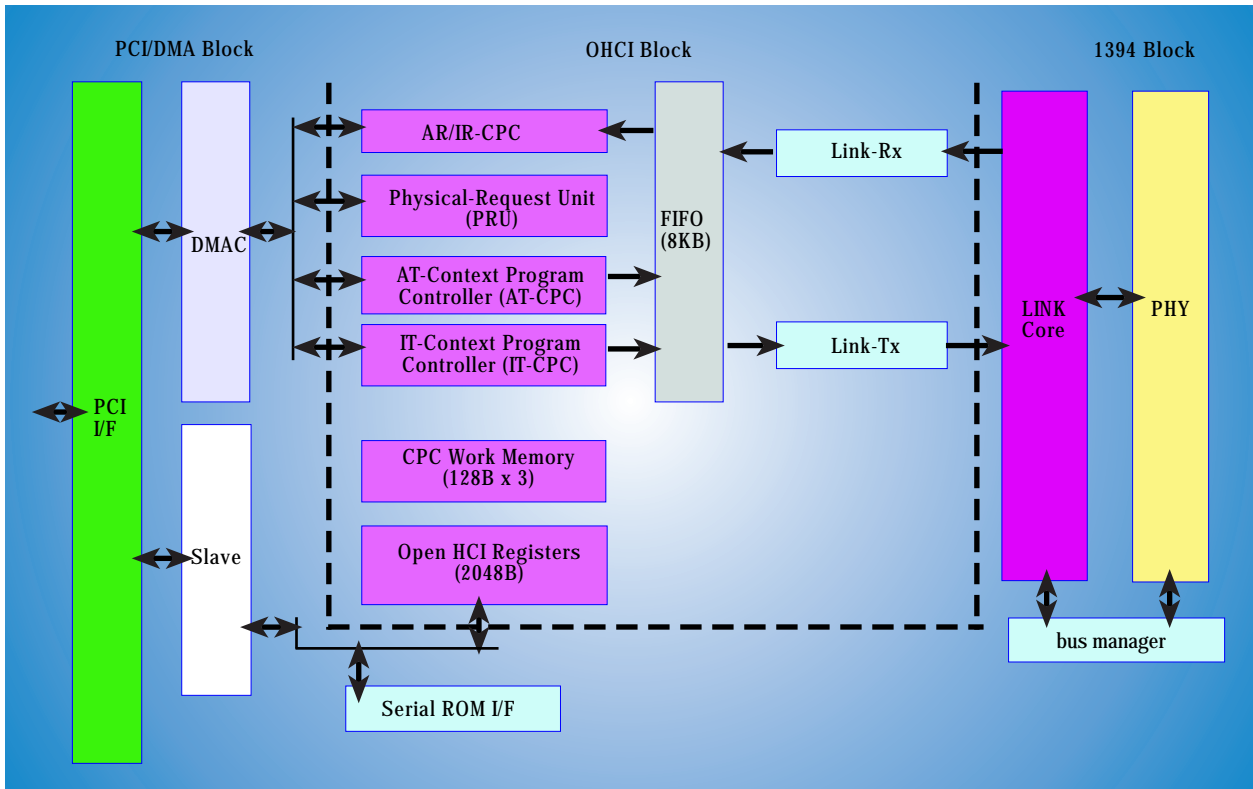 PCI/DMA Block
OHCI Block
1394 Block
AR/IR-CPC
Link-Rx
Physical-Request Unit
(PRU)
FIFO
(8KB)
DMAC
AT-Context Program
Controller (AT-CPC)
LINK
Core
PHY
IT-Context Program
Controller (IT-CPC)
Link-Tx
PCI
I/F
CPC Work Memory
(128B x 3)
Slave
Open HCI Registers
(2048B)
bus manager
Serial ROM I/F